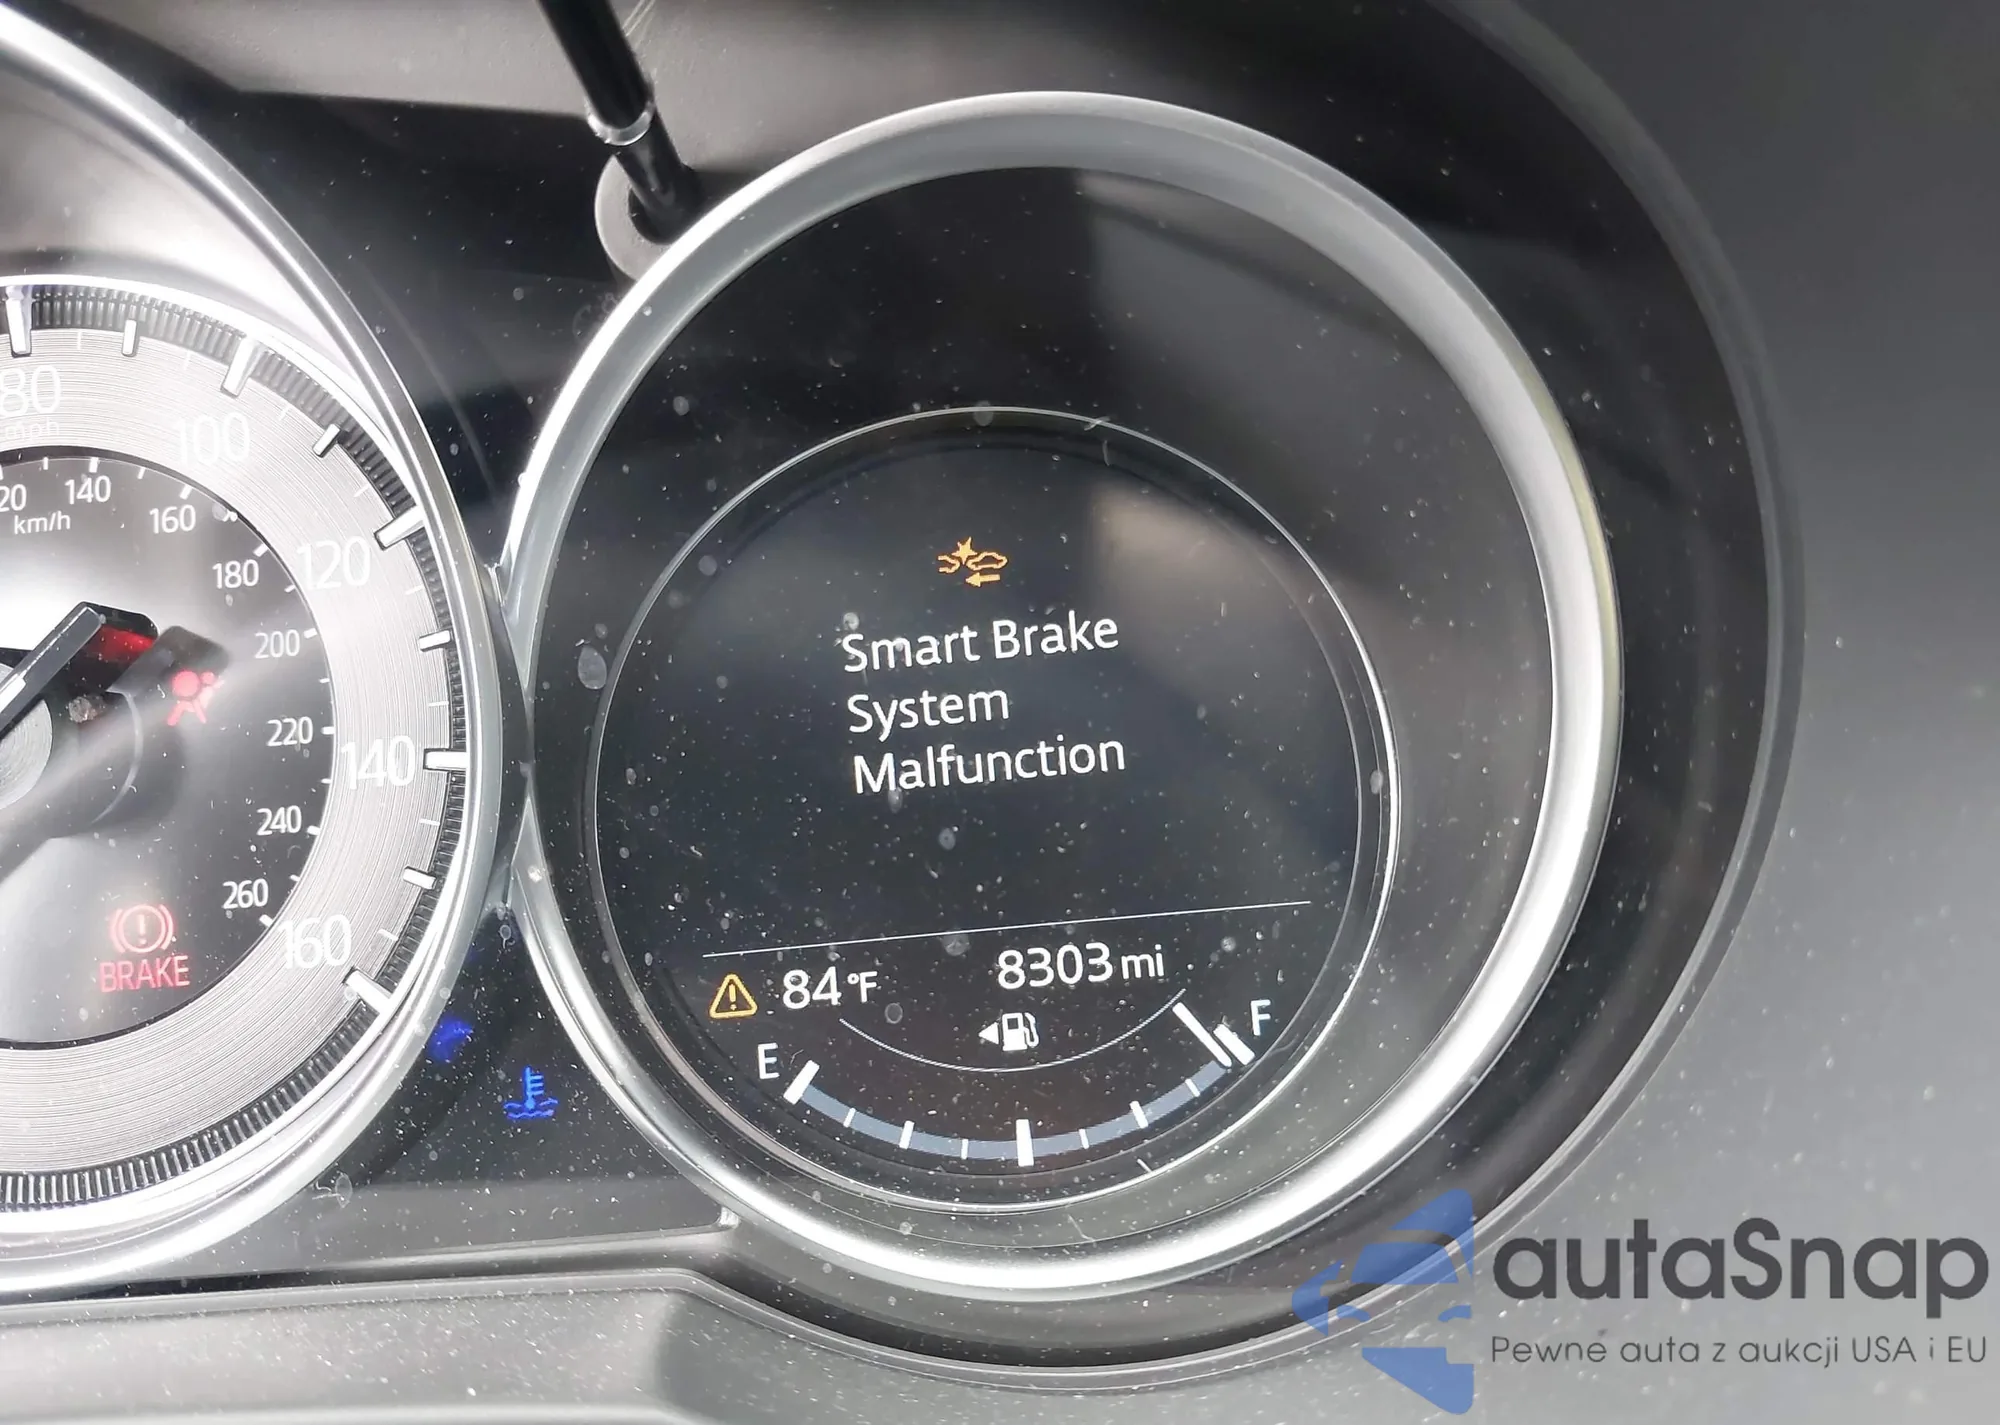 80
mph
100
120
140
160
20
140
km/h
160
180
200
220
240
260
BRAKE
Smart Brake
System
Malfunction
84°F
8303 mi
E
F
autaSnap
Pewne auta z aukcji USA i EU